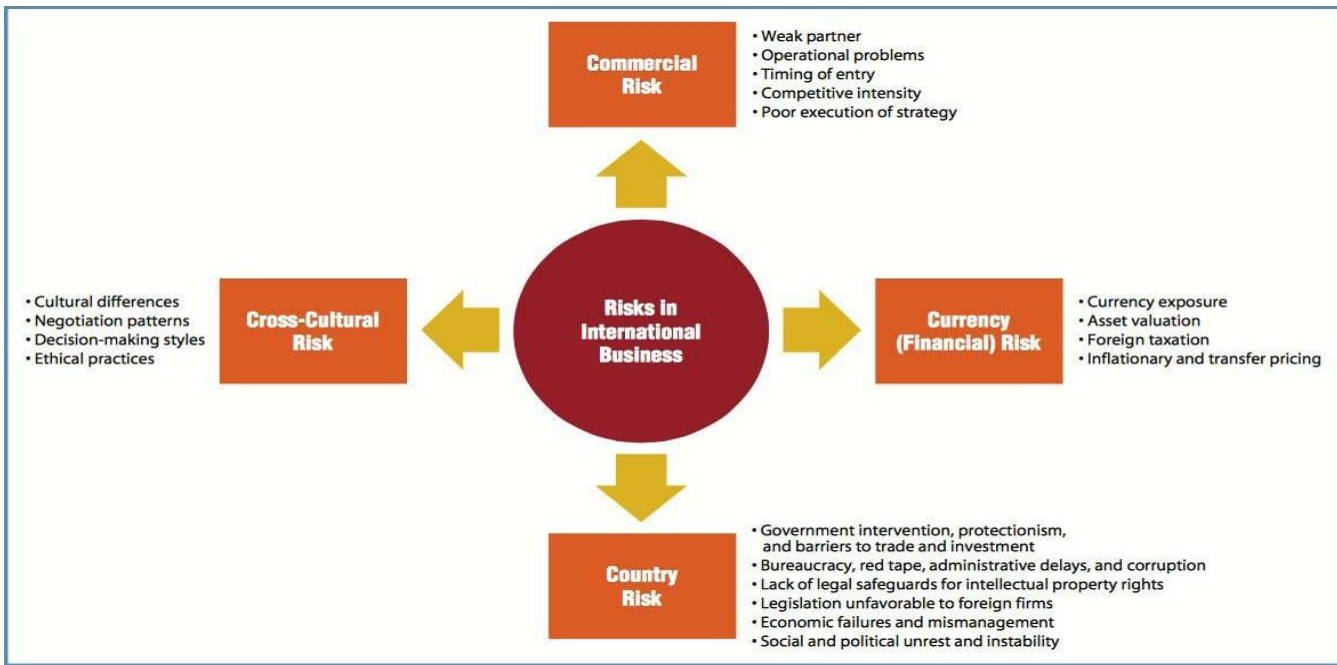 Commercial
Risk
• Weak partner
• Operational problems
• Timing of entry
• Competitive intensity
• Poor execution of strategy
• Cultural differences
• Negotiation patterns
• Decision-making styles
• Ethical practices
Cross-Cultural
Risk
Risks in
International
Business
Currency
(Financial) Risk
• Currency exposure
• Asset valuation
• Foreign taxation
• Inflationary and transfer pricing
Country
Risk
• Government intervention, protectionism,
and barriers to trade and investment
• Bureaucracy, red tape, administrative delays, and corruption
• Lack of legal safeguards for intellectual property rights
• Legislation unfavorable to foreign firms
• Economic failures and mismanagement
• Social and political unrest and instability